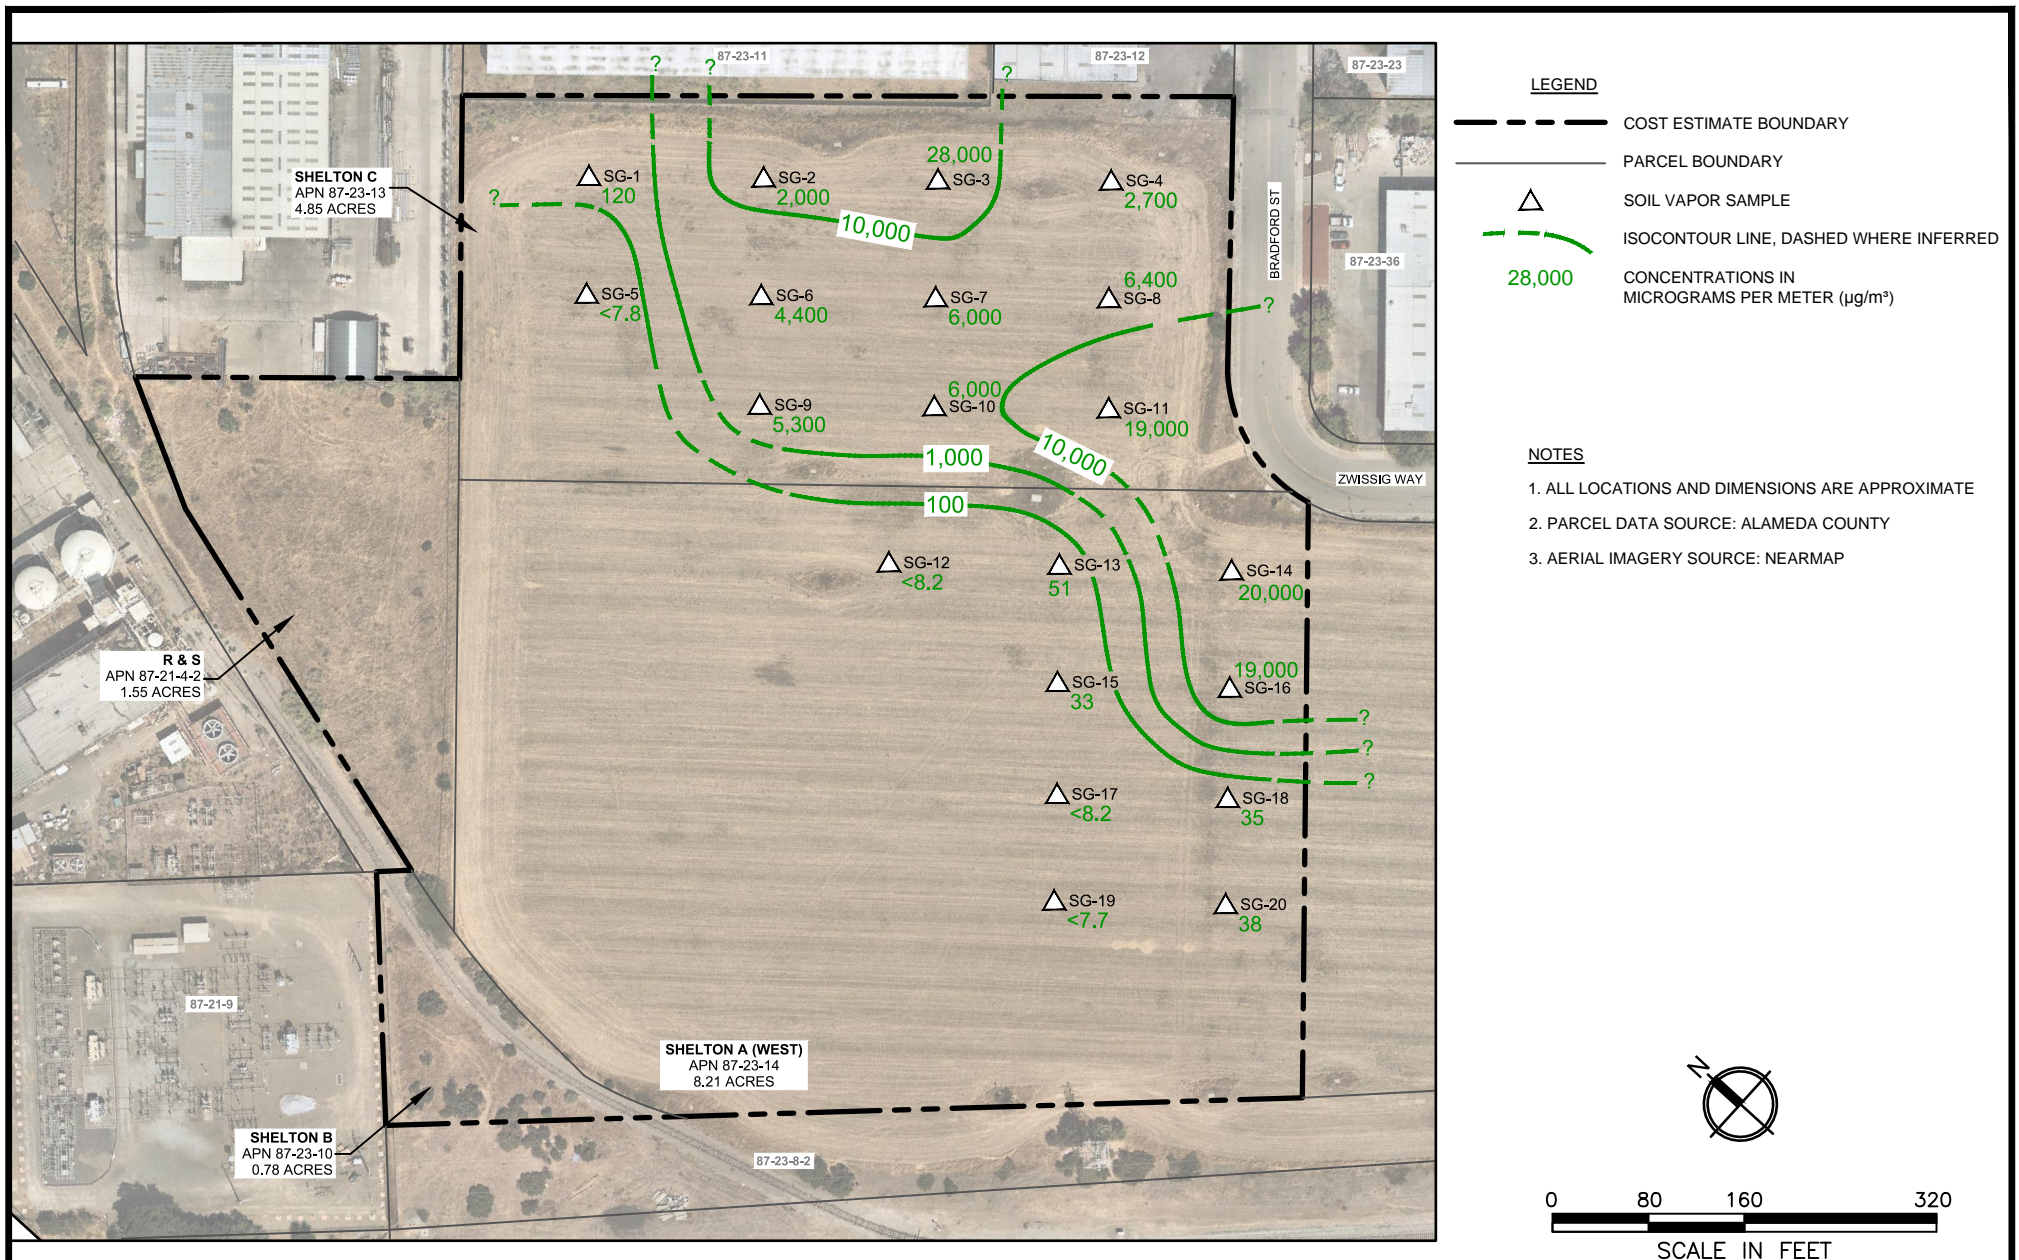 87-23-11
87-23-12
87-23-23
?
?
?
SHELTON C
APN 87-23-13
4.85 ACRES
?
SG-1
120
SG-2
2,000
28,000
SG-3
SG-4
2,700
10,000
BRADFORD ST
87-23-36
SG-5
<7.8
SG-6
4,400
SG-7
6,000
6,400
SG-8
?
SG-9
5,300
6,000
SG-10
SG-11
19,000
1,000
10,000
100
ZWISSIG WAY
SG-12
<8.2
SG-13
51
SG-14
20,000
R & S
APN 87-21-4-2
1.55 ACRES
SG-15
33
19,000
SG-16
?
?
?
SG-17
<8.2
SG-18
35
SG-19
<7.7
SG-20
38
87-21-9
SHELTON A (WEST)
APN 87-23-14
8.21 ACRES
SHELTON B
APN 87-23-10
0.78 ACRES
87-23-8-2
LEGEND
COST ESTIMATE BOUNDARY
PARCEL BOUNDARY
SOIL VAPOR SAMPLE
ISOCONTOUR LINE, DASHED WHERE INFERRED
28,000
CONCENTRATIONS IN
MICROGRAMS PER METER (µg/m³)
NOTES
1. ALL LOCATIONS AND DIMENSIONS ARE APPROXIMATE
2. PARCEL DATA SOURCE: ALAMEDA COUNTY
3. AERIAL IMAGERY SOURCE: NEARMAP
N
0 80 160 320
SCALE IN FEET